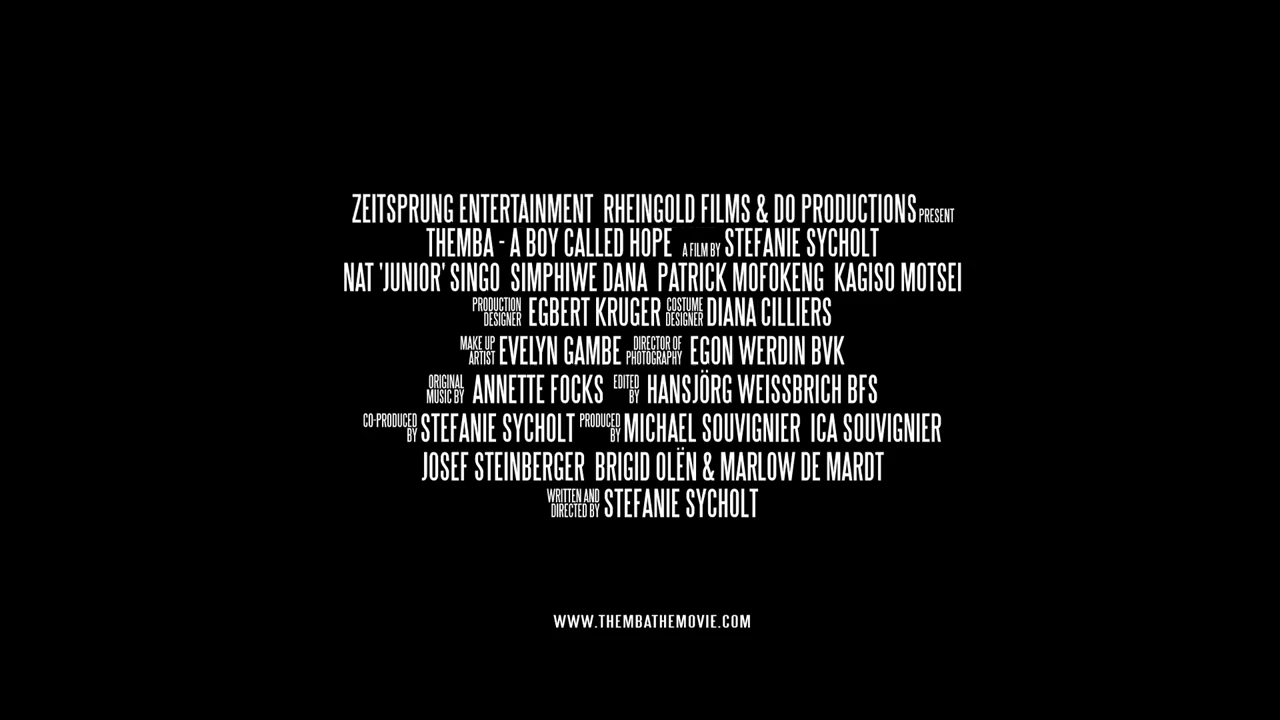 ZEITSPRUNG ENTERTAINMENT RHEINGOLD FILMS & DO PRODUCTIONS PRESENT
THEMBA - A BOY CALLED HOPE A FILM BY STEFANIE SYCHOLT
NAT 'JUNIOR' SINGO SIMPHIWE DANA PATRICK MOFOKENG KAGISO MOTSEI
PRODUCTION DESIGNER EGBERT KRUGER COSTUME DESIGNER DIANA CILLIERS
MAKE UP ARTIST EVELYN GAMBE DIRECTOR OF PHOTOGRAPHY EGON WERDIN BVK
ORIGINAL MUSIC BY ANNETTE FOCKS EDITED BY HANSJÖRG WEISSBRICH BFS
CO-PRODUCED BY STEFANIE SYCHOLT PRODUCED BY MICHAEL SOUVIGNIER ICA SOUVIGNIER
JOSEF STEINBERGER BRIGID OLËN & MARLOW DE MARDT
WRITTEN AND DIRECTED BY STEFANIE SYCHOLT
WWW.THEMBATHEMOVIE.COM